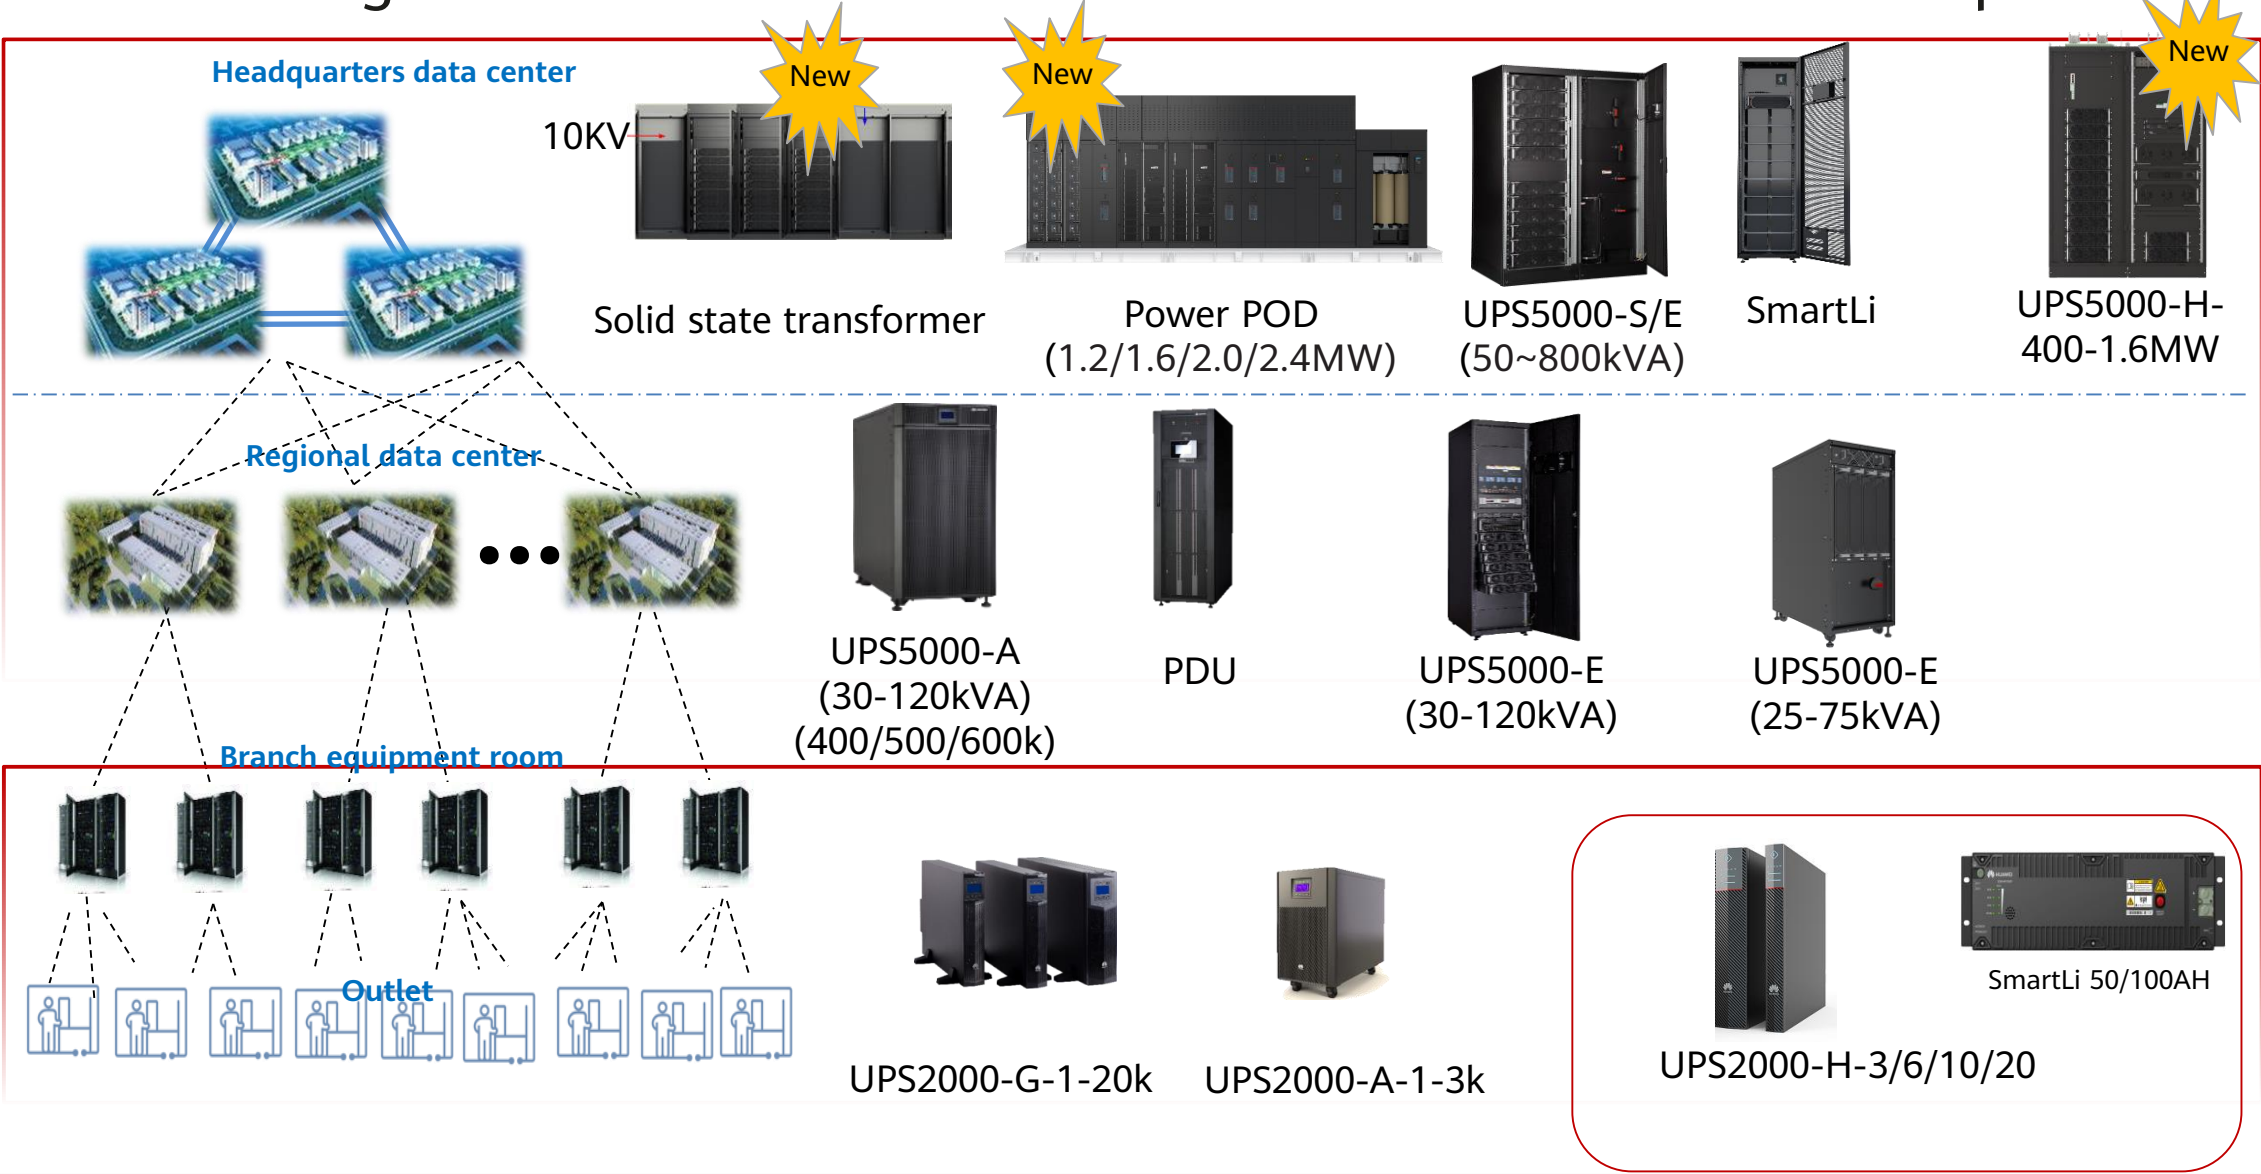 Headquarters data center
New
New
New
10KV
Solid state transformer
Power POD
(1.2/1.6/2.0/2.4MW)
UPS5000-S/E
(50~800kVA)
SmartLi
UPS5000-H-
400-1.6MW
Regional data center
UPS5000-A
(30-120kVA)
(400/500/600k)
PDU
UPS5000-E
(30-120kVA)
UPS5000-E
(25-75kVA)
Branch equipment room
Outlet
UPS2000-G-1-20k
UPS2000-A-1-3k
UPS2000-H-3/6/10/20
HUAWEI
SmartLi 50/100AH